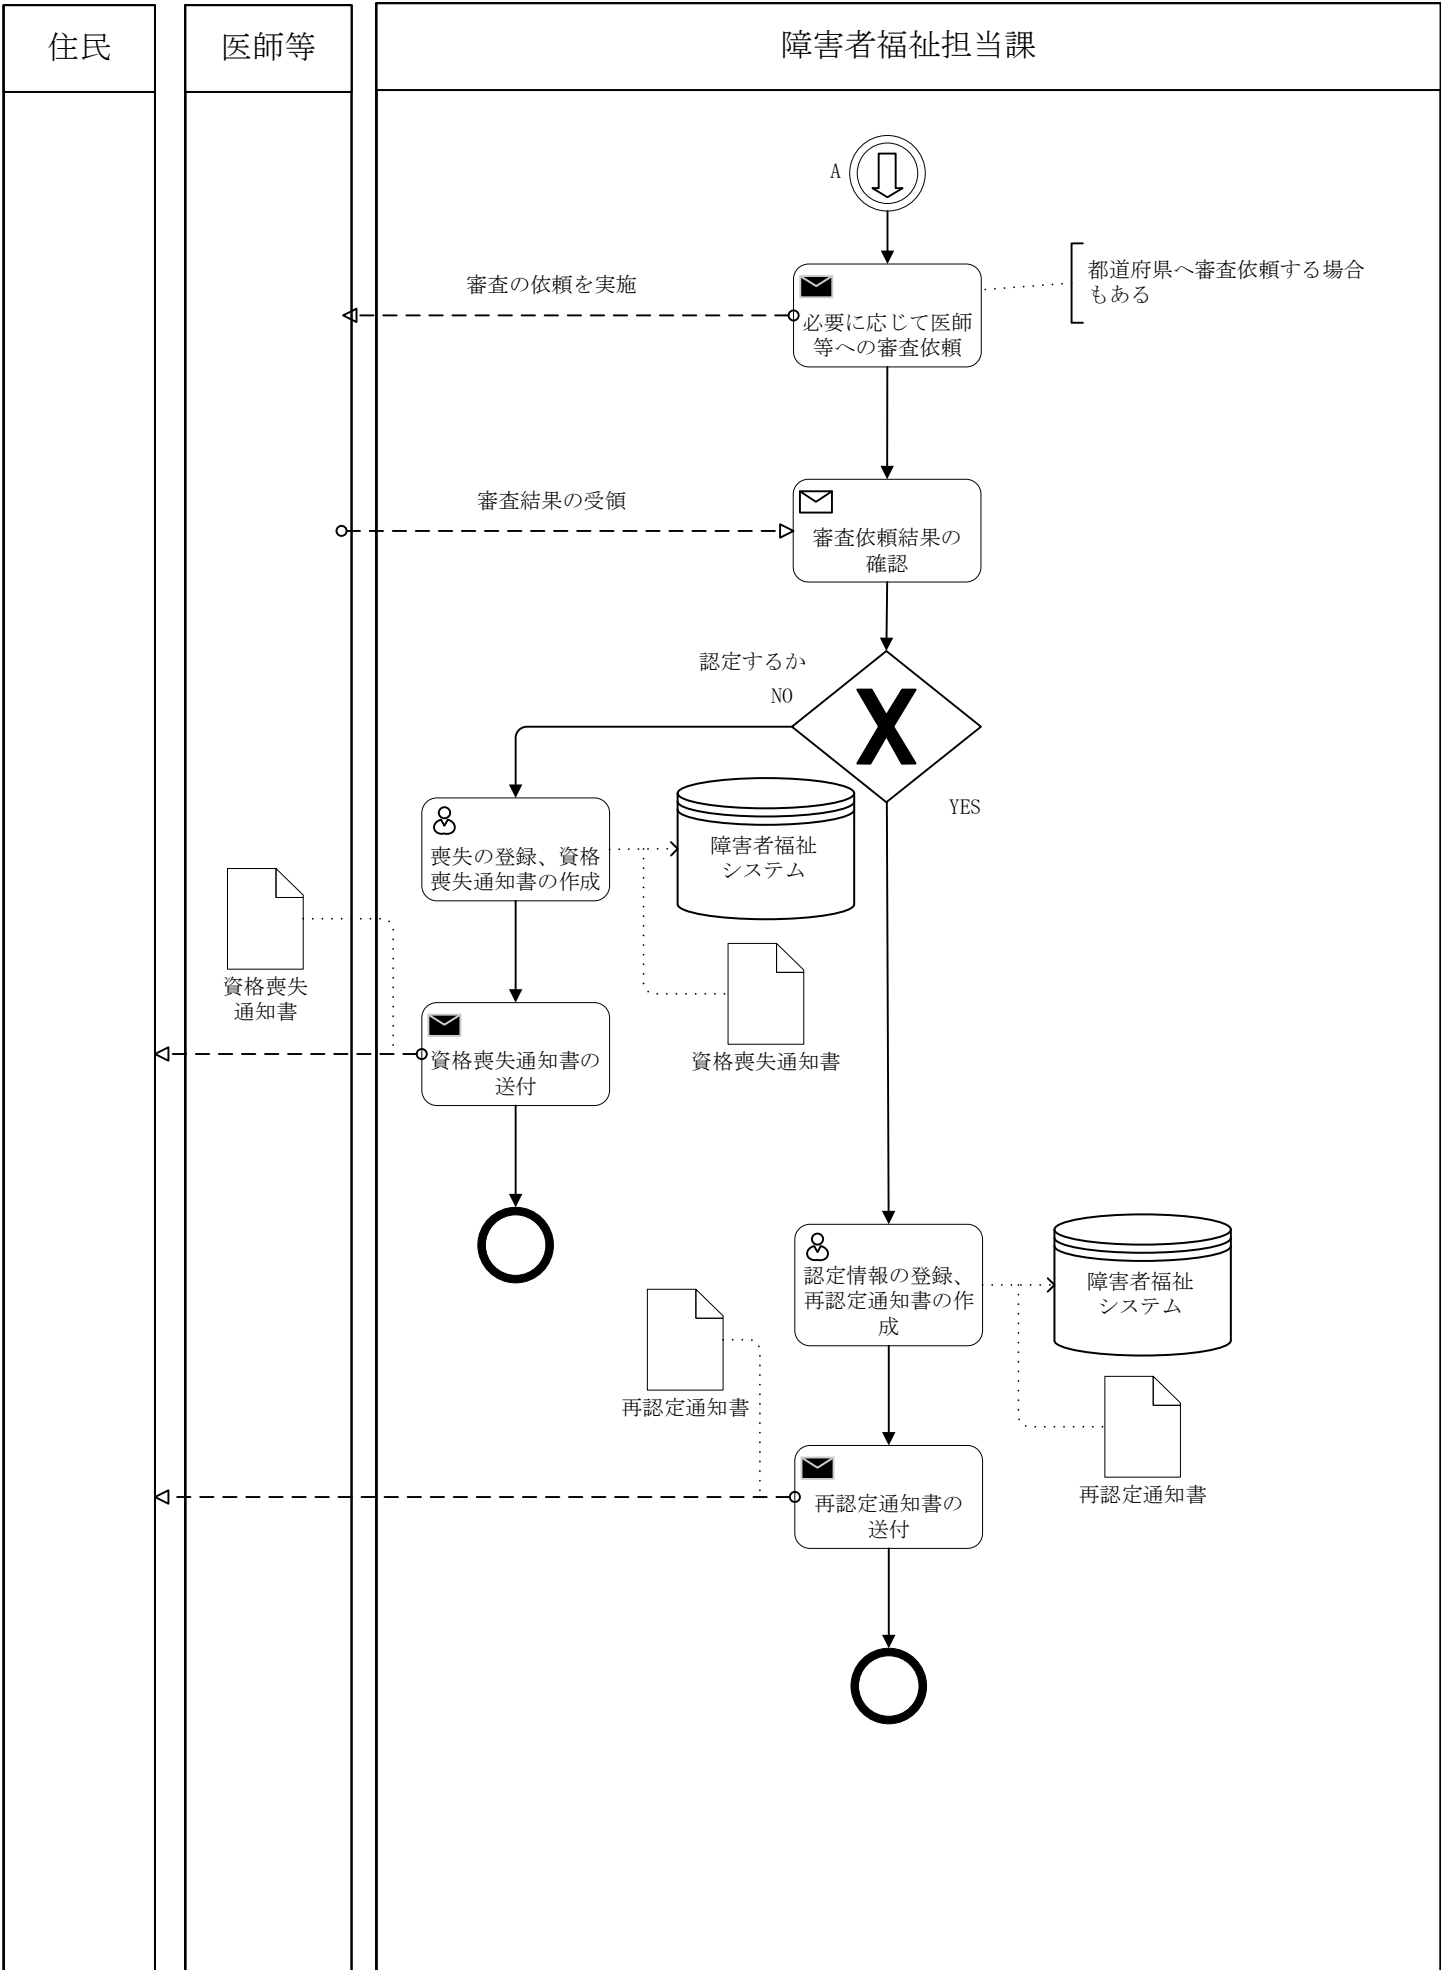 住民
医師等
障害者福祉担当課
A
審査の依頼を実施
必要に応じて医師
等への審査依頼
都道府県へ審査依頼する場合
もある
審査結果の受領
審査依頼結果の
確認
認定するか
NO
YES
喪失の登録、資格
喪失通知書の作成
障害者福祉
システム
資格喪失
通知書
資格喪失通知書
資格喪失通知書の
送付
認定情報の登録、
再認定通知書の作
成
障害者福祉
システム
再認定通知書
再認定通知書
再認定通知書の
送付